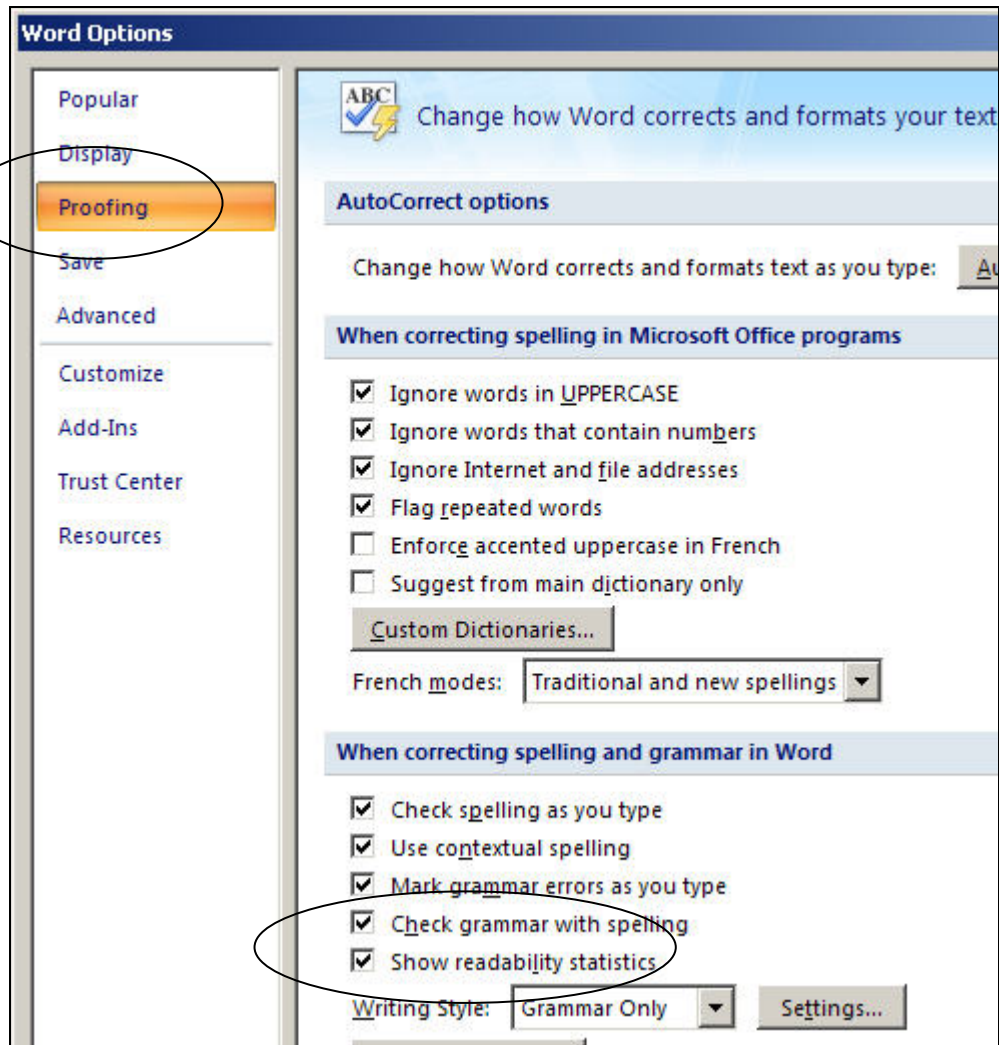 Word Options
Popular
Display
Proofing
Save
Advanced
Customize
Add-Ins
Trust Center
Resources
ABC
Change how Word corrects and formats your text
AutoCorrect options
Change how Word corrects and formats text as you type:
When correcting spelling in Microsoft Office programs
Ignore words in UPPERCASE
Ignore words that contain numbers
Ignore Internet and file addresses
Flag repeated words
Enforce accented uppercase in French
Suggest from main dictionary only
Custom Dictionaries...
French modes: Traditional and new spellings
When correcting spelling and grammar in Word
Check spelling as you type
Use contextual spelling
Mark grammar errors as you type
Check grammar with spelling
Show readability statistics
Writing Style: Grammar Only Settings...